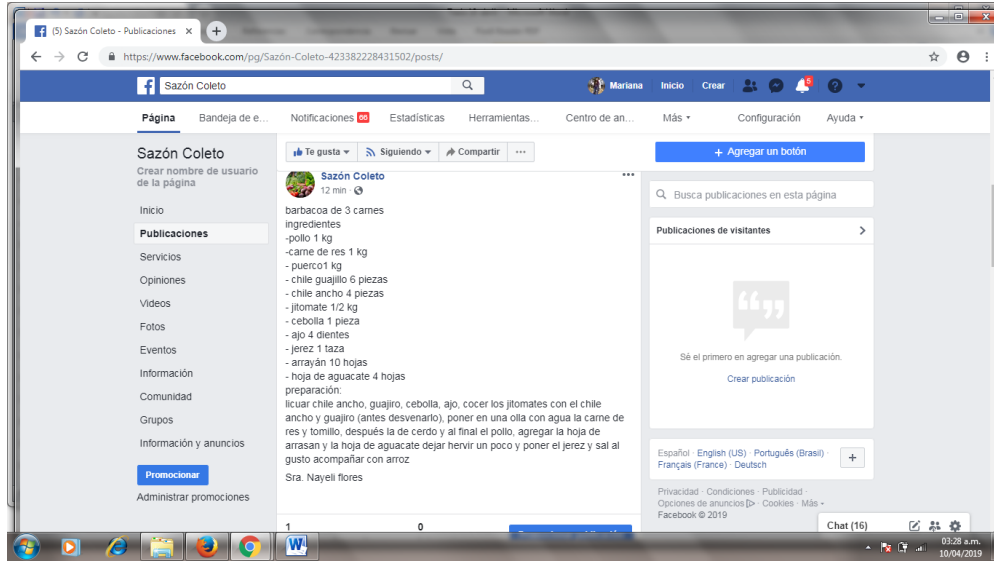 (5) Sazón Coleto - Publicaciones
https://www.facebook.com/pg/Sazón-Coleto-423382228431502/posts/
Sazón Coleto
Mariana Inicio Crear 5
Página Bandeja de e... Notificaciones 66 Estadísticas Herramientas... Centro de an... Más Configuración Ayuda
Sazón Coleto
Crear nombre de usuario
de la página
Inicio
Publicaciones
Servicios
Opiniones
Videos
Fotos
Eventos
Información
Comunidad
Grupos
Información y anuncios
Promocionar
Administrar promociones
Te gusta Siguiendo Compartir ...
Sazón Coleto
12 min ·
barbacoa de 3 carnes
ingredientes
-pollo 1 kg
-carne de res 1 kg
- puerco1 kg
- chile guajillo 6 piezas
- chile ancho 4 piezas
- jitomate 1/2 kg
- cebolla 1 pieza
- ajo 4 dientes
- jerez 1 taza
- arrayán 10 hojas
- hoja de aguacate 4 hojas
preparación:
licuar chile ancho, guajiro, cebolla, ajo, cocer los jitomates con el chile
ancho y guajiro (antes desvenarlo), poner en una olla con agua la carne de
res y tomillo, después la de cerdo y al final el pollo, agregar la hoja de
arrasan y la hoja de aguacate dejar hervir un poco y poner el jerez y sal al
gusto acompañar con arroz
Sra. Nayeli flores
1 0
+ Agregar un botón
Busca publicaciones en esta página
Publicaciones de visitantes
Sé el primero en agregar una publicación.
Crear publicación
Español · English (US) · Português (Brasil) ·
Français (France) · Deutsch
Privacidad · Condiciones · Publicidad ·
Opciones de anuncios · Cookies · Más
Facebook © 2019
Chat (16)
03:28 a.m.
10/04/2019